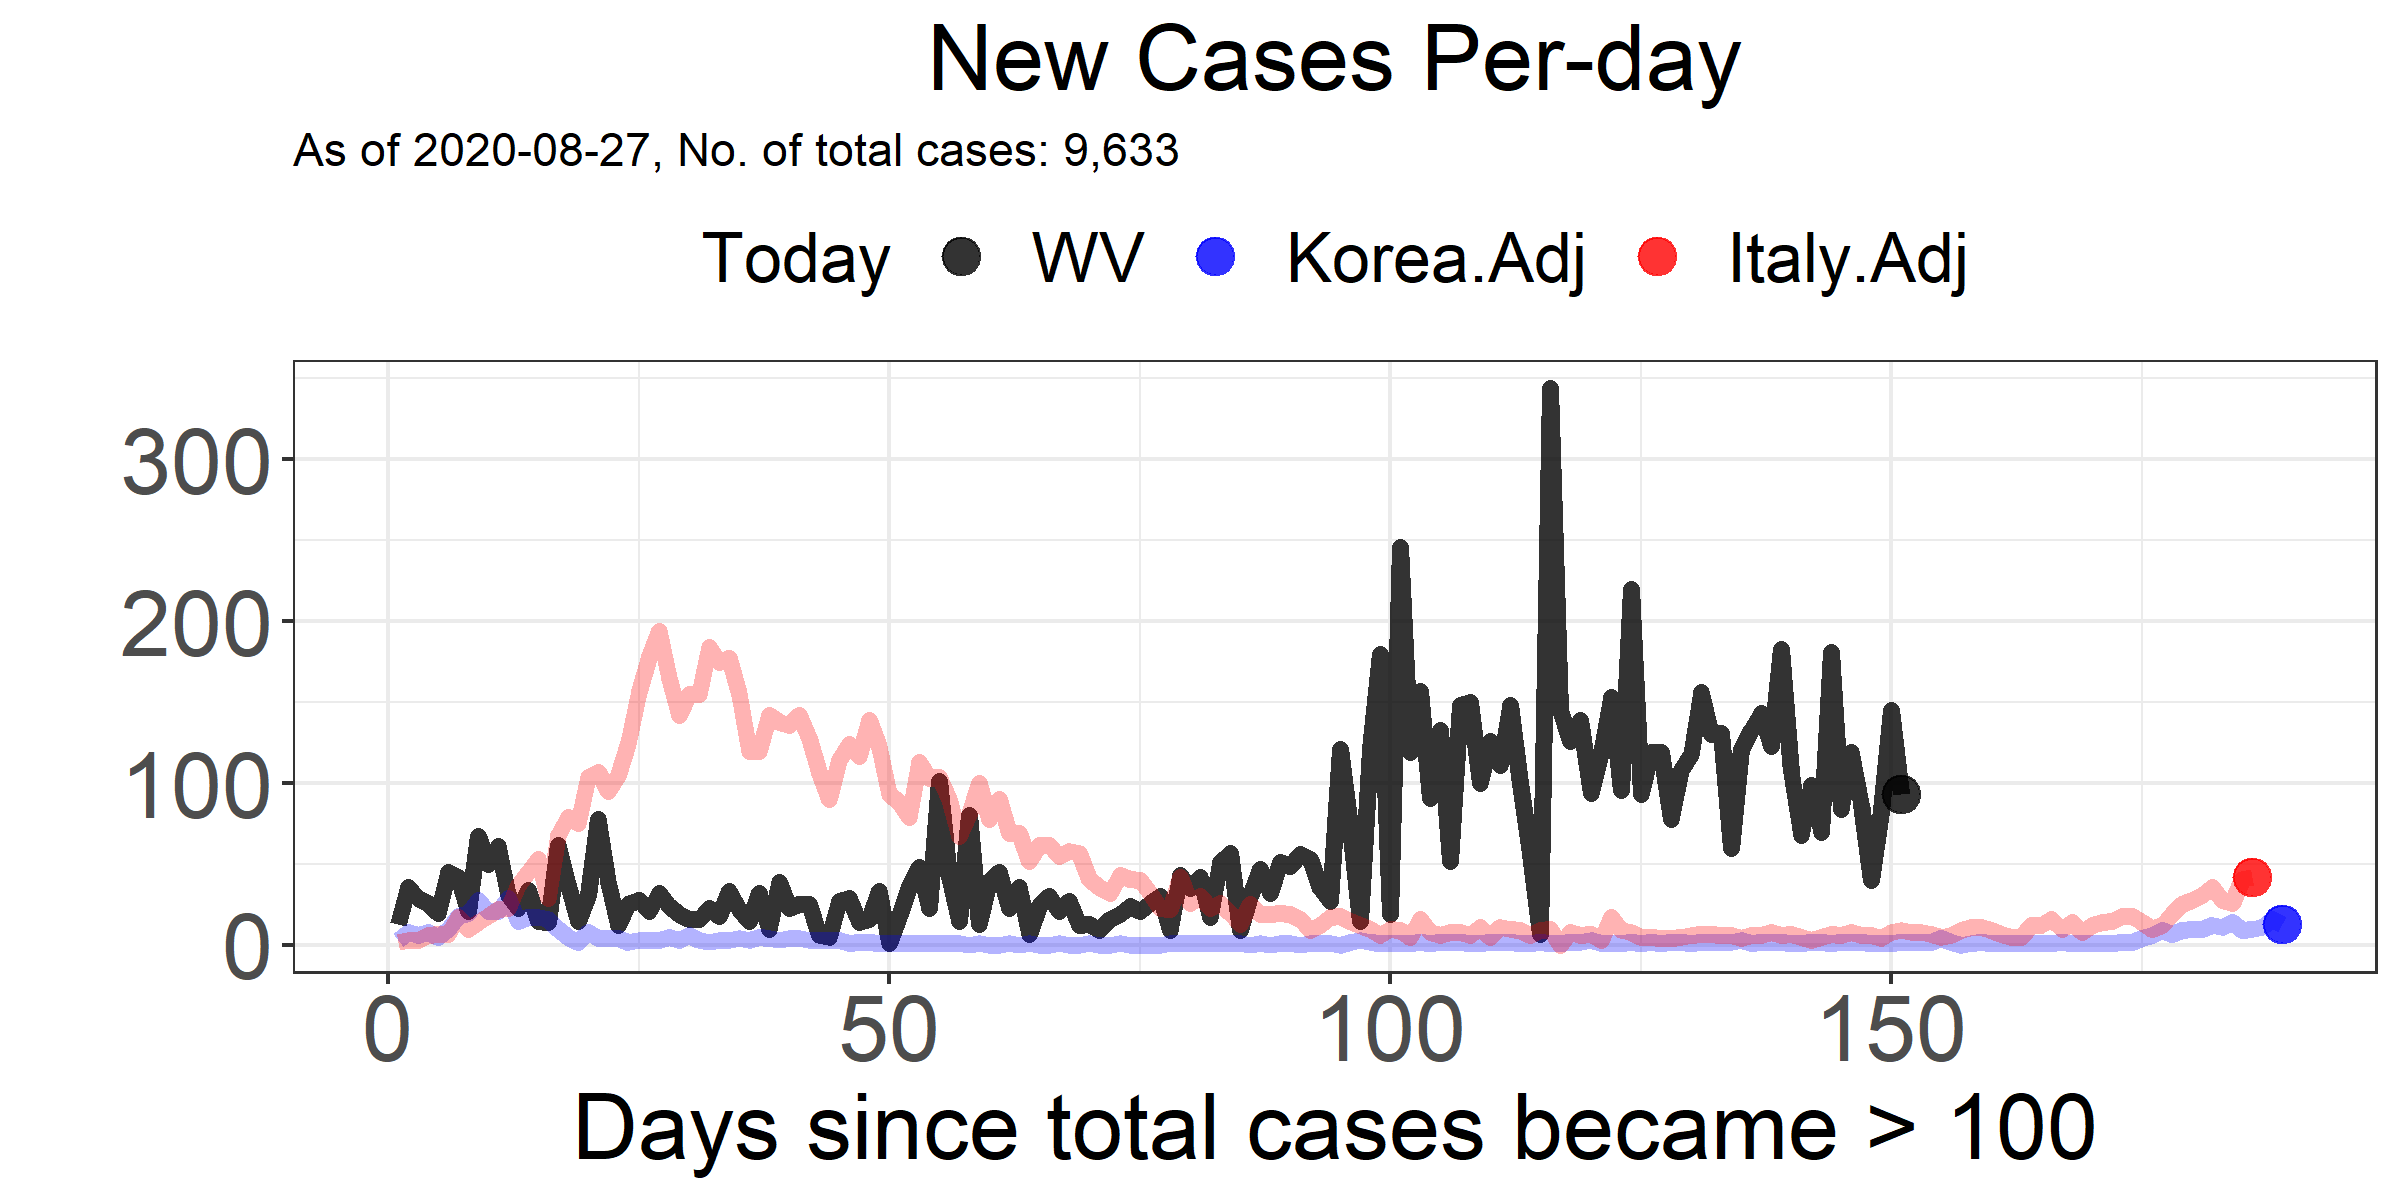 New Cases Per-day
As of 2020-08-27, No. of total cases: 9,633
Today WV Korea.Adj Italy.Adj
300
200
100
0
0 50 100 150
Days since total cases became > 100